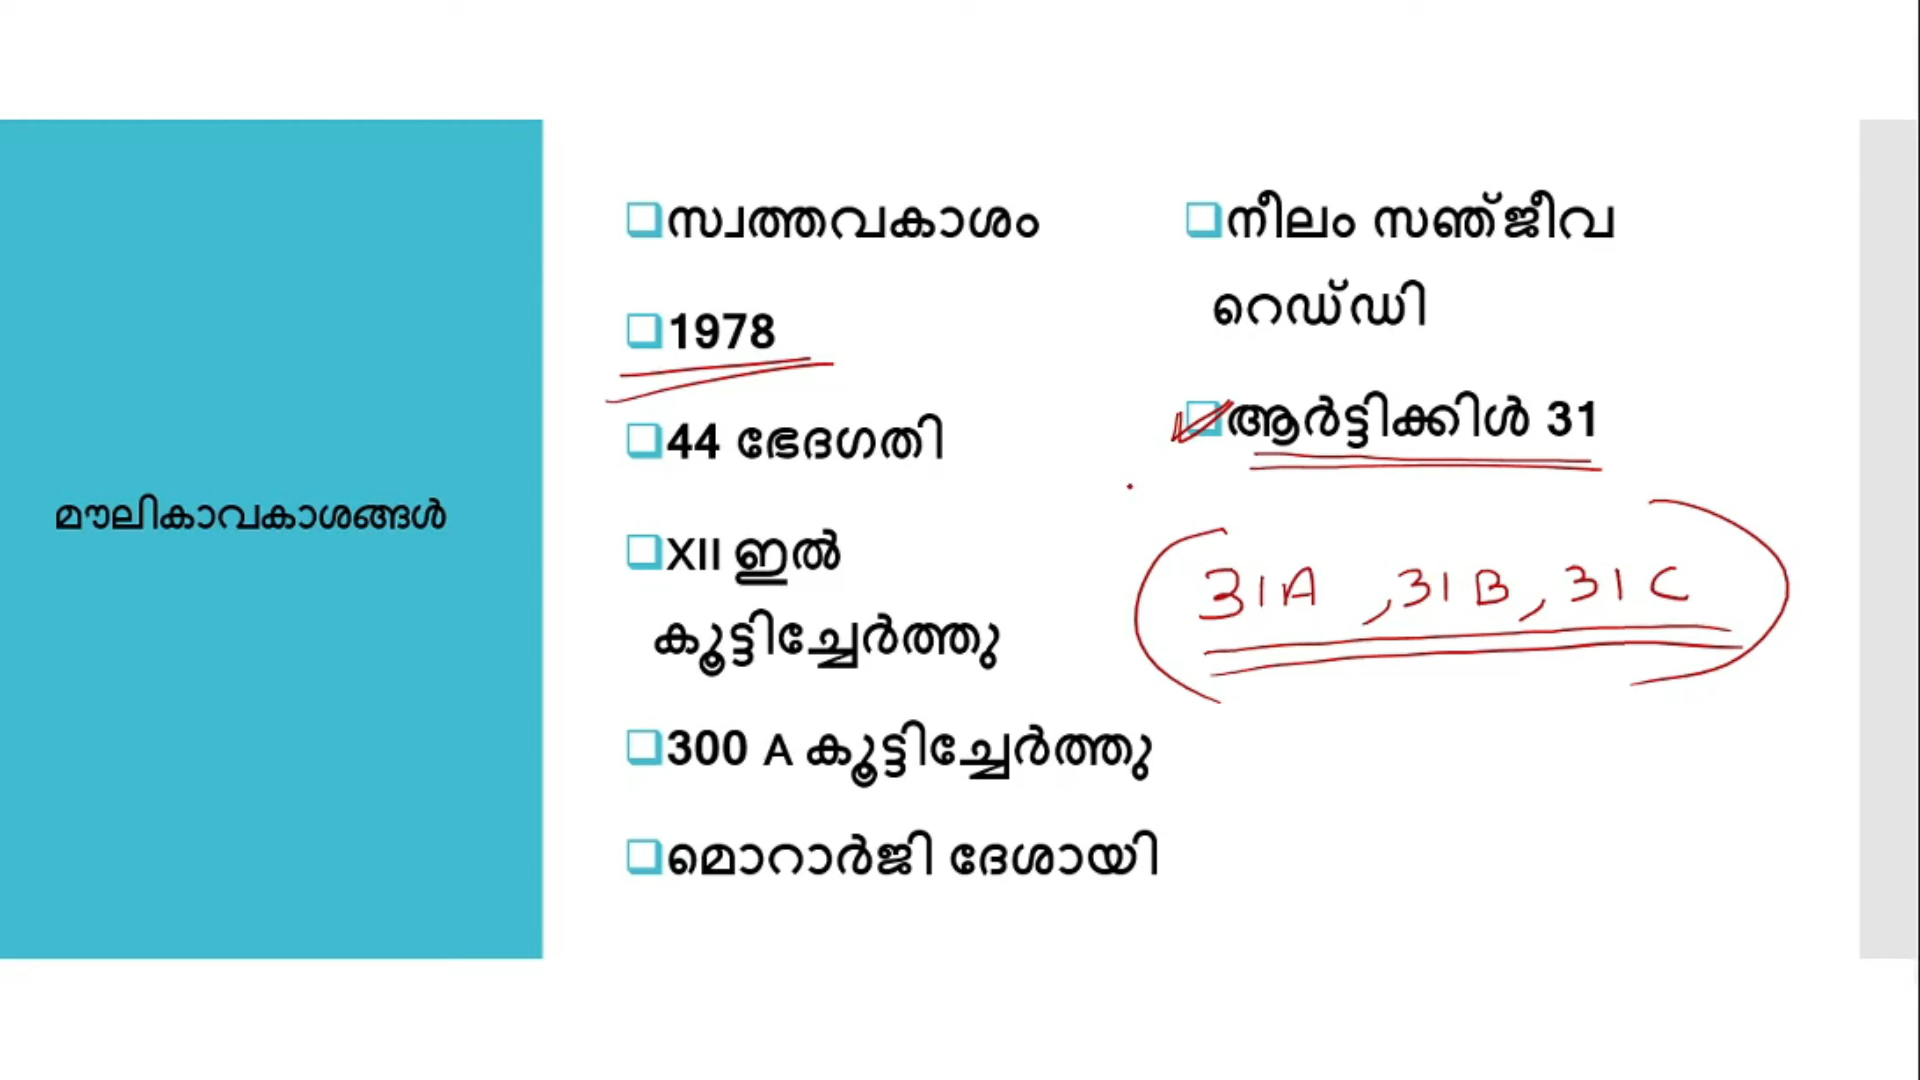 മൗലികാവകാശങ്ങൾ
സ്വത്തവകാശം
1978
44 ഭേദഗതി
XII ഇൽ
കൂട്ടിച്ചേർത്തു
300 A കൂട്ടിച്ചേർത്തു
മൊറാർജി ദേശായി
നീലം സഞ്ജീവ
റെഡ്ഡി
ആർട്ടിക്കിൾ 31
31A , 31B, 31C